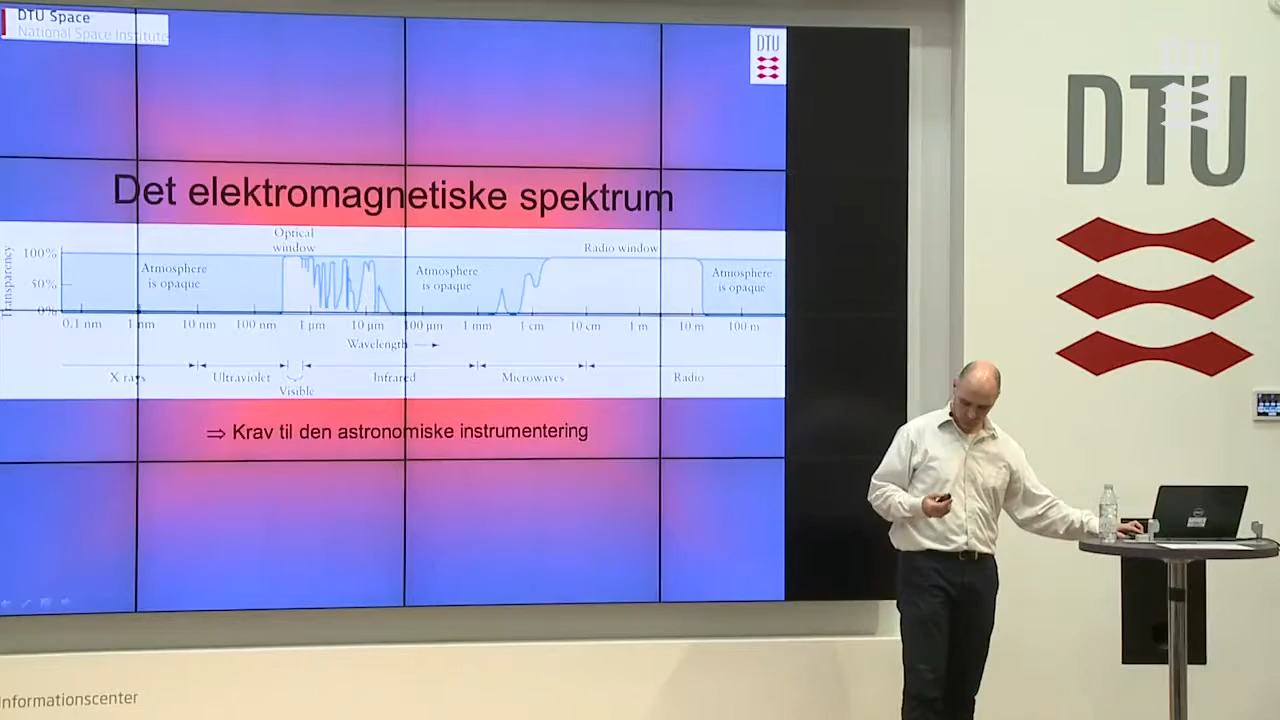 DTU Space
National Space Institute
DTU
DTU
Det elektromagnetiske spektrum
Optical
window
Radio window
Transparency
100%
50%
0%
Atmosphere
is opaque
Atmosphere
is opaque
Atmosphere
is opaque
0.1 nm 1 nm 10 nm 100 nm 1 μm 10 μm 100 μm 1 mm 1 cm 10 cm 1 m 10 m 100 m
Wavelength
X rays Ultraviolet Visible Infrared Microwaves Radio
⇒ Krav til den astronomiske instrumentering
Informationscenter
DTU